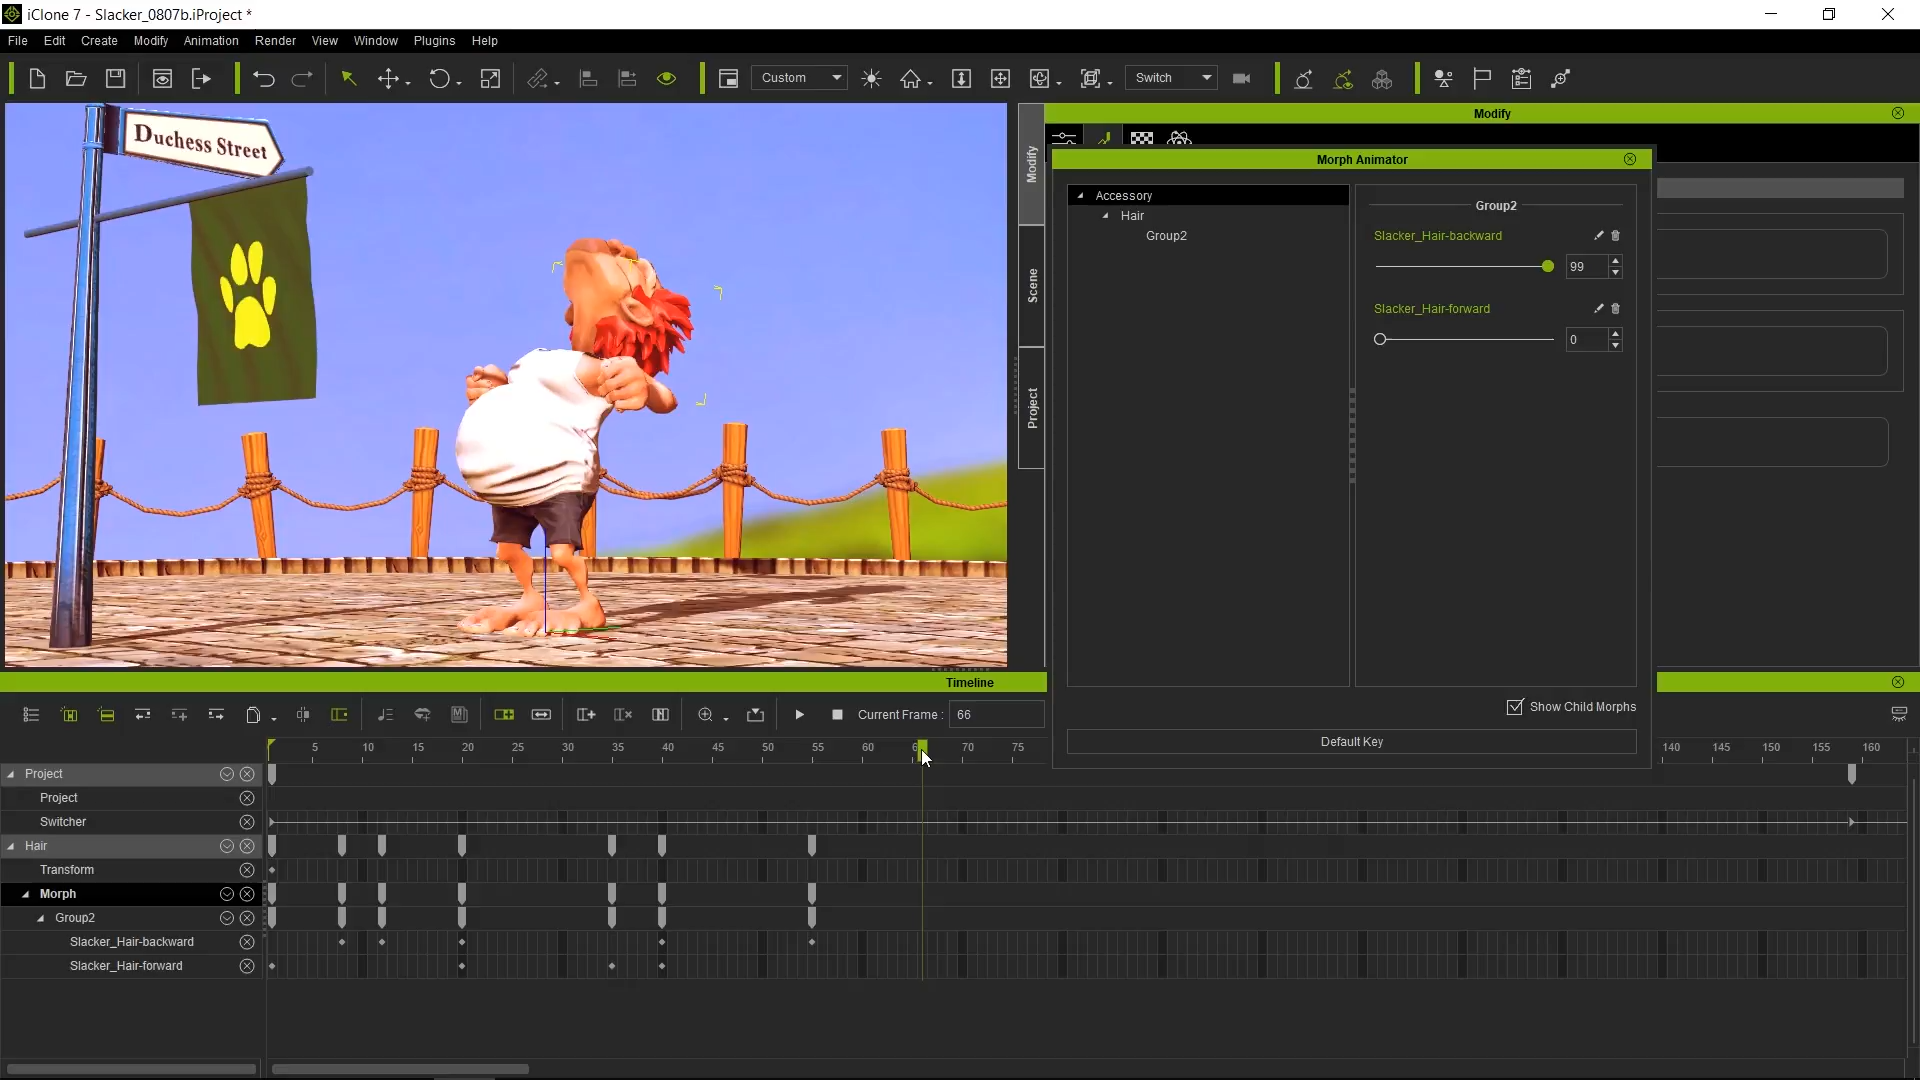 iClone 7 - Slacker_0807b.iProject *
File Edit Create Modify Animation Render View Window Plugins Help
Custom Switch
Duchess Street
Modify
Scene
Project
Modify
Morph Animator
Accessory
Hair
Group2
Group2
Slacker_Hair-backward
99
Slacker_Hair-forward
0
Show Child Morphs
Default Key
Timeline
Current Frame : 66
5 10 15 20 25 30 35 40 45 50 55 60 70 75 140 145 150 155 160
Project
Project
Switcher
Hair
Transform
Morph
Group2
Slacker_Hair-backward
Slacker_Hair-forward